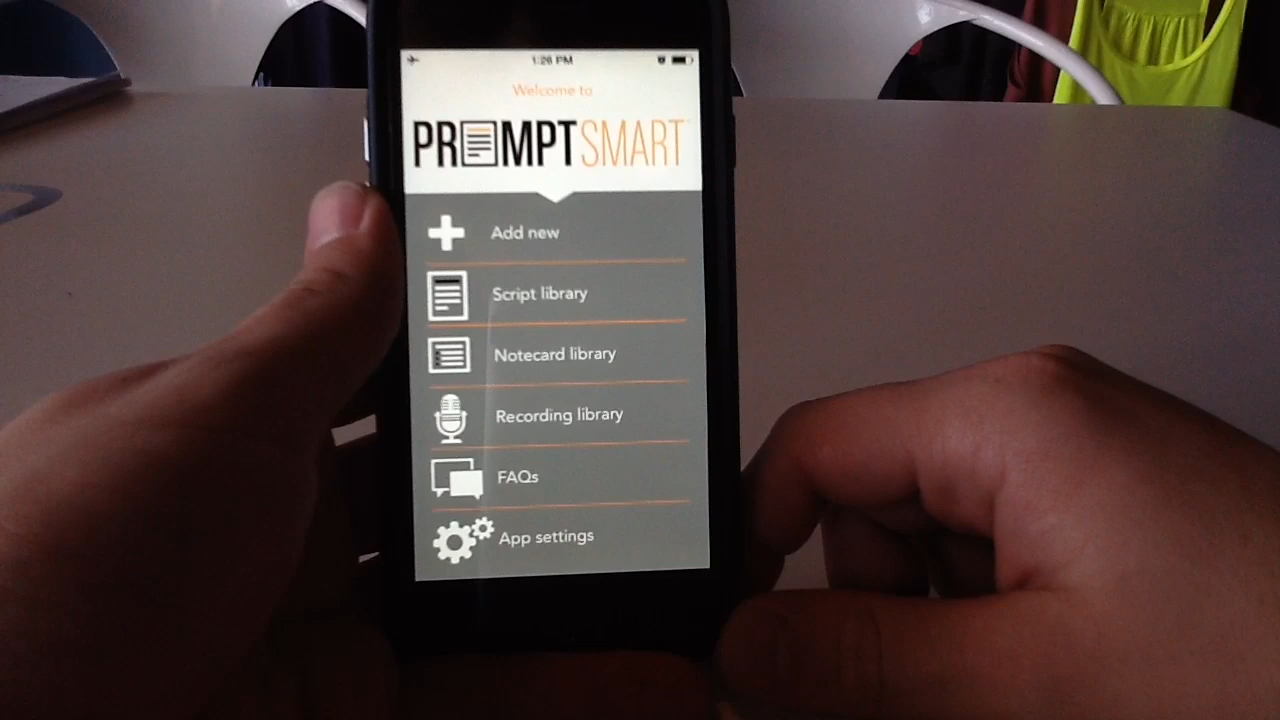 1:26 PM
Welcome to
PROMPTSMART
Add new
Script library
Notecard library
Recording library
FAQs
App settings